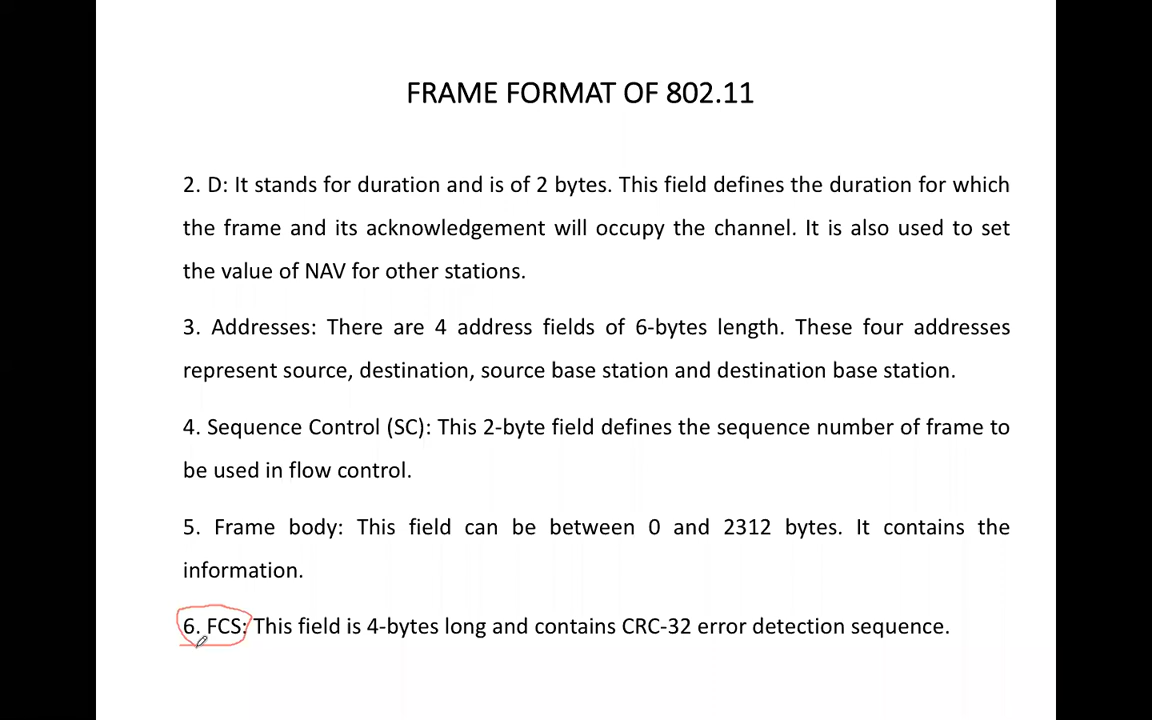 FRAME FORMAT OF 802.11
2. D: It stands for duration and is of 2 bytes. This field defines the duration for which
the frame and its acknowledgement will occupy the channel. It is also used to set
the value of NAV for other stations.
3. Addresses: There are 4 address fields of 6-bytes length. These four addresses
represent source, destination, source base station and destination base station.
4. Sequence Control (SC): This 2-byte field defines the sequence number of frame to
be used in flow control.
5. Frame body: This field can be between 0 and 2312 bytes. It contains the
information.
6. FCS: This field is 4-bytes long and contains CRC-32 error detection sequence.